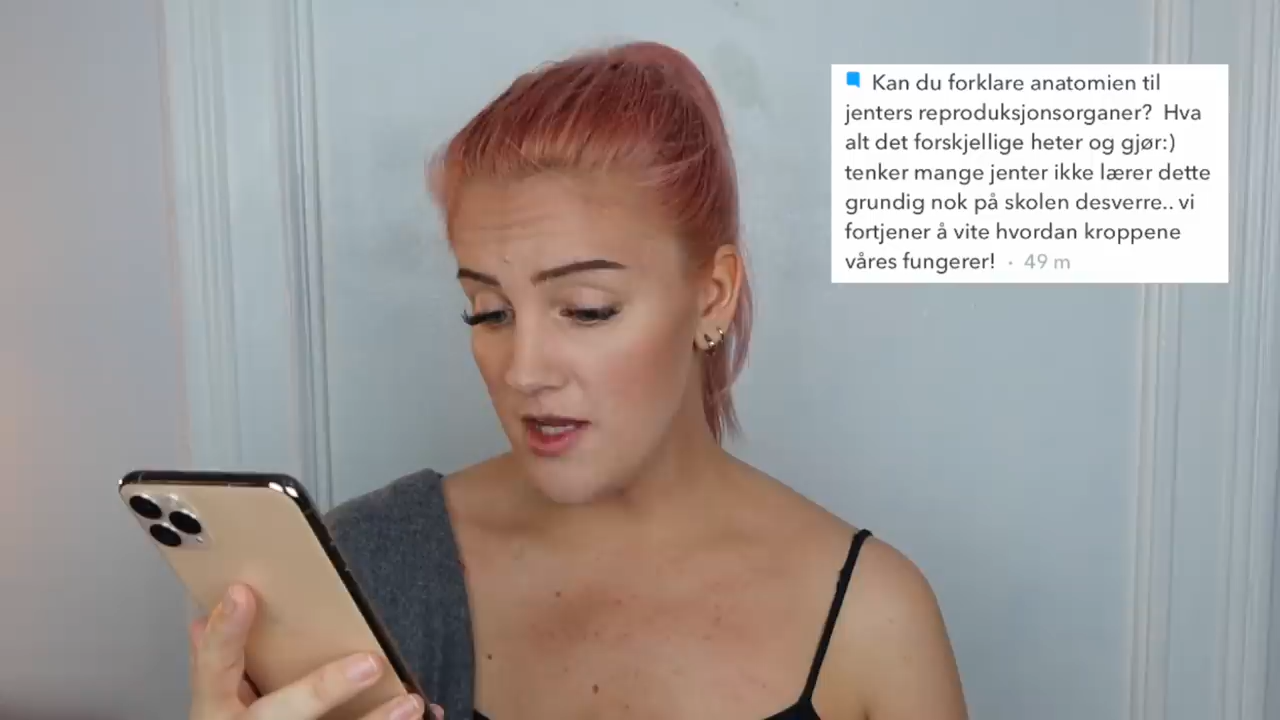 Kan du forklare anatomien til
jenters reproduksjonsorganer?  Hva
alt det forskjellige heter og gjør:)
tenker mange jenter ikke lærer dette
grundig nok på skolen desverre.. vi
fortjener å vite hvordan kroppene
våres fungerer! · 49 m